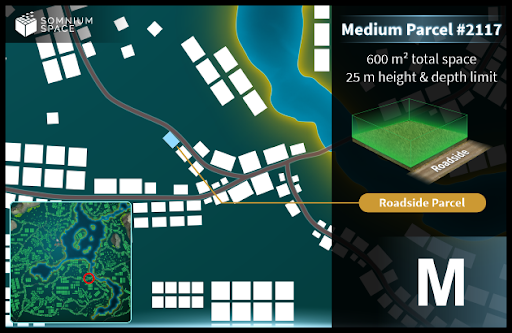 SOMNIUM
SPACE
Medium Parcel #2117
600 m² total space
25 m height & depth limit
Roadside
Roadside Parcel
M